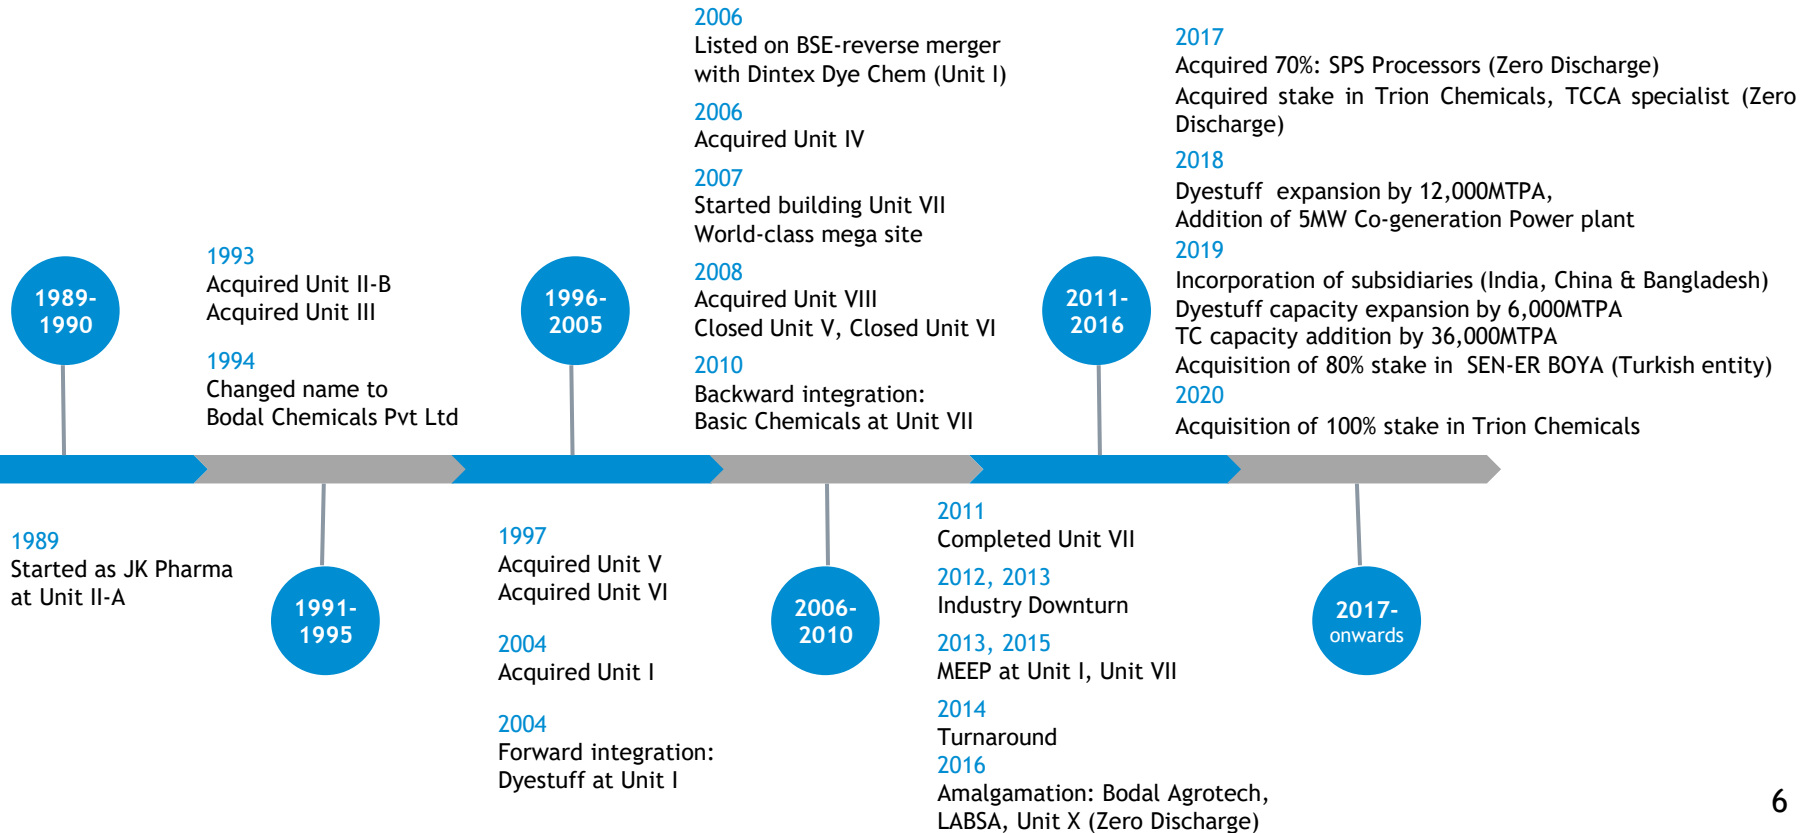 1989-
1990
1989
Started as JK Pharma
at Unit II-A
1993
Acquired Unit II-B
Acquired Unit III
1994
Changed name to
Bodal Chemicals Pvt Ltd
1991-
1995
1996-
2005
1997
Acquired Unit V
Acquired Unit VI
2004
Acquired Unit I
2004
Forward integration:
Dyestuff at Unit I
2006
Listed on BSE-reverse merger
with Dintex Dye Chem (Unit I)
2006
Acquired Unit IV
2007
Started building Unit VII
World-class mega site
2008
Acquired Unit VIII
Closed Unit V, Closed Unit VI
2010
Backward integration:
Basic Chemicals at Unit VII
2006-
2010
2011-
2016
2011
Completed Unit VII
2012, 2013
Industry Downturn
2013, 2015
MEEP at Unit I, Unit VII
2014
Turnaround
2016
Amalgamation: Bodal Agrotech,
LABSA, Unit X (Zero Discharge)
2017
Acquired 70%: SPS Processors (Zero Discharge)
Acquired stake in Trion Chemicals, TCCA specialist (Zero
Discharge)
2018
Dyestuff expansion by 12,000MTPA,
Addition of 5MW Co-generation Power plant
2019
Incorporation of subsidiaries (India, China & Bangladesh)
Dyestuff capacity expansion by 6,000MTPA
TC capacity addition by 36,000MTPA
Acquisition of 80% stake in SEN-ER BOYA (Turkish entity)
2020
Acquisition of 100% stake in Trion Chemicals
2017-
onwards
6